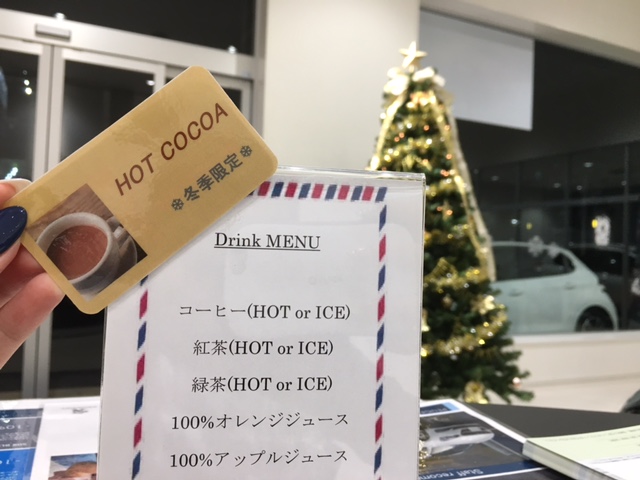 HOT COCOA
❄冬季限定❄
Drink MENU
コーヒー(HOT or ICE)
紅茶(HOT or ICE)
緑茶(HOT or ICE)
100%オレンジジュース
100%アップルジュース
Staff recom